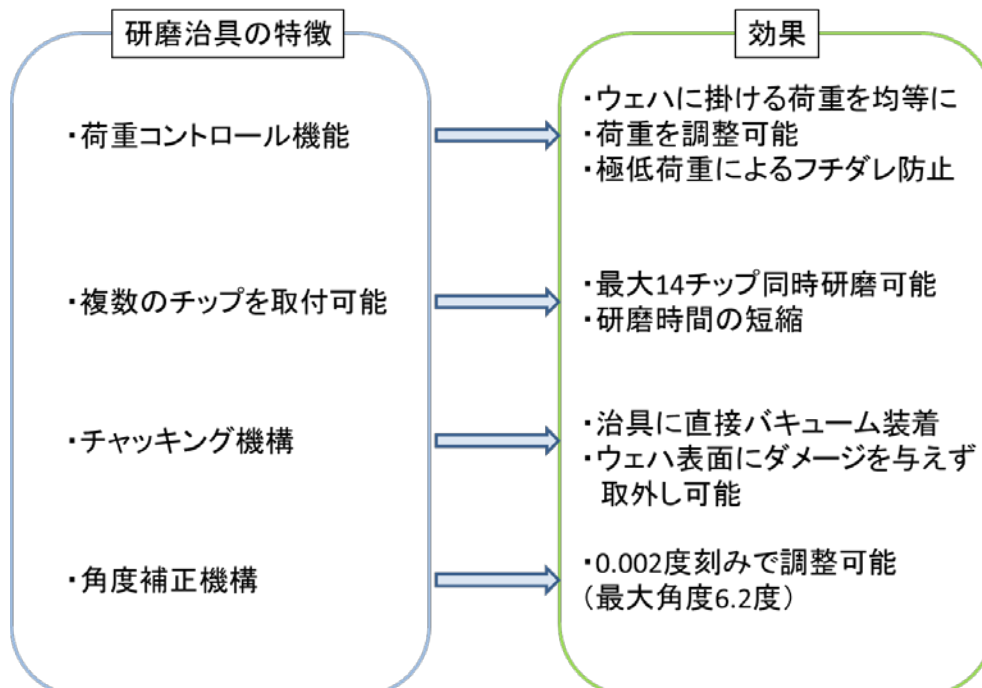 研磨治具の特徴
効果
・荷重コントロール機能
・ウェハに掛ける荷重を均等に
・荷重を調整可能
・極低荷重によるフチダレ防止
・複数のチップを取付可能
・最大14チップ同時研磨可能
・研磨時間の短縮
・チャッキング機構
・治具に直接バキューム装着
・ウェハ表面にダメージを与えず
取外し可能
・角度補正機構
・0.002度刻みで調整可能
（最大角度6.2度）